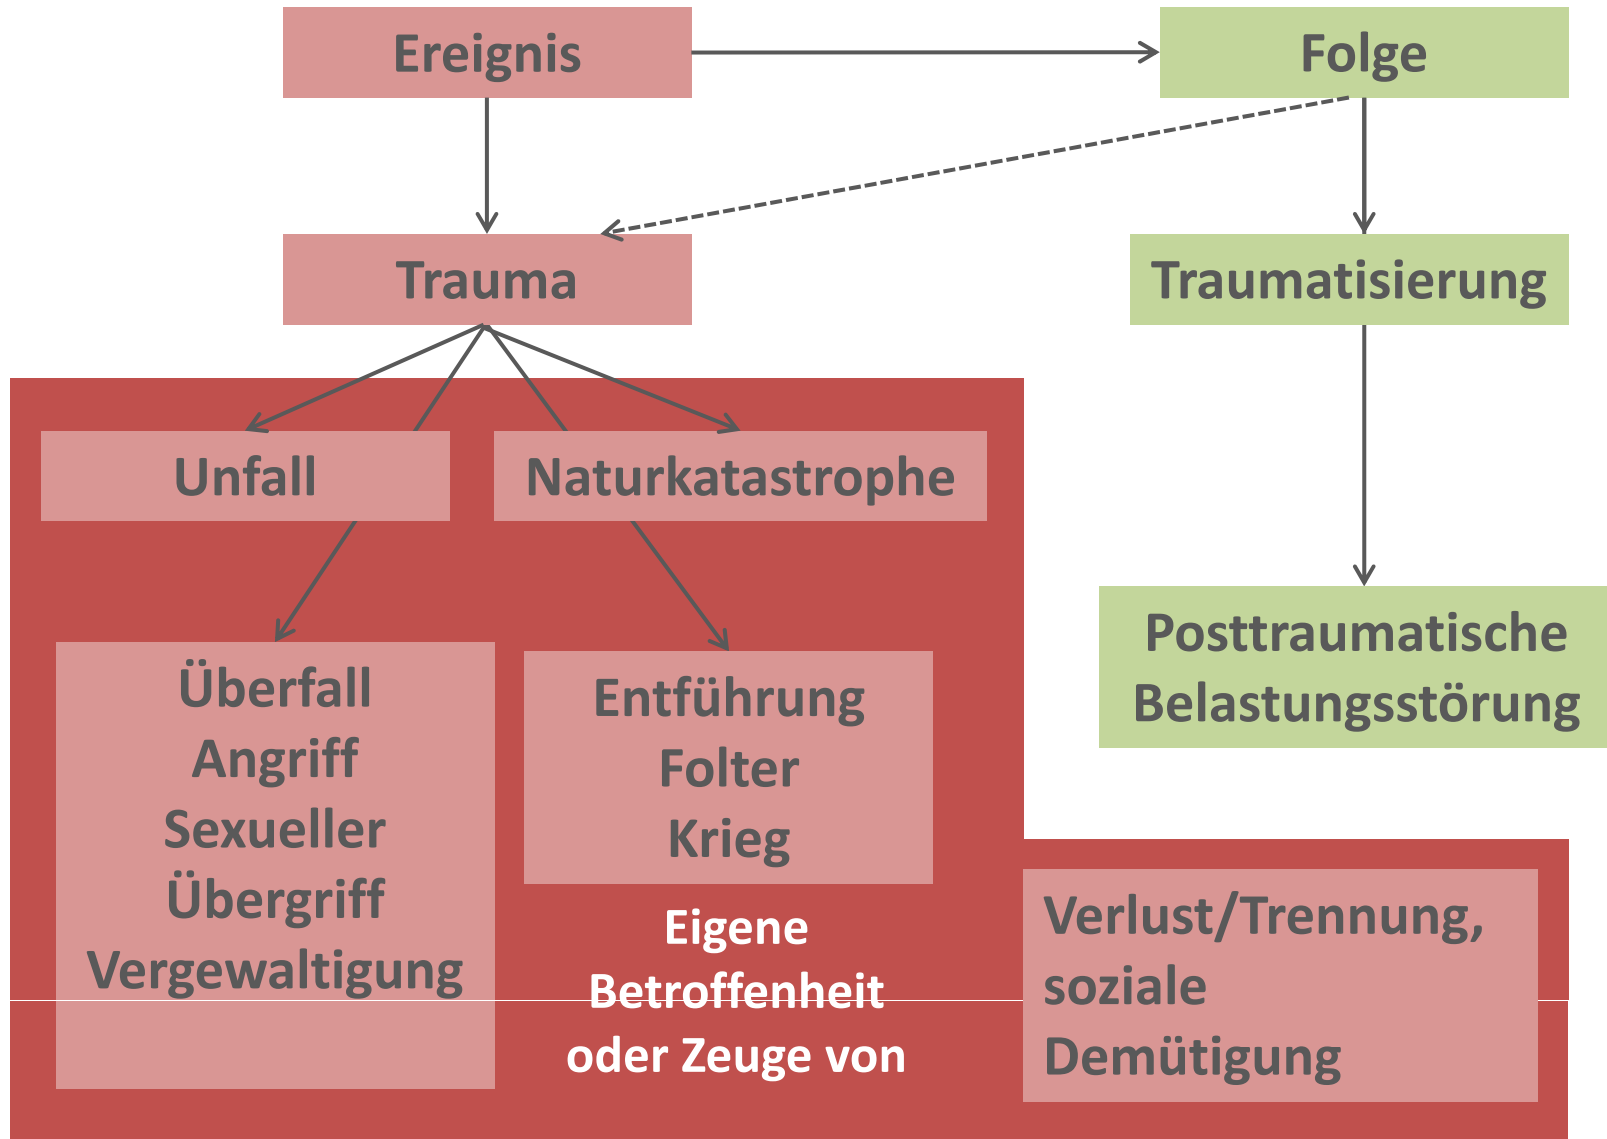 Ereignis
Folge
Trauma
Traumatisierung
Unfall
Naturkatastrophe
Posttraumatische
Belastungsstörung
Überfall
Angriff
Sexueller
Übergriff
Vergewaltigung
Entführung
Folter
Krieg
Eigene
Betroffenheit
oder Zeuge von
Verlust/Trennung,
soziale
Demütigung